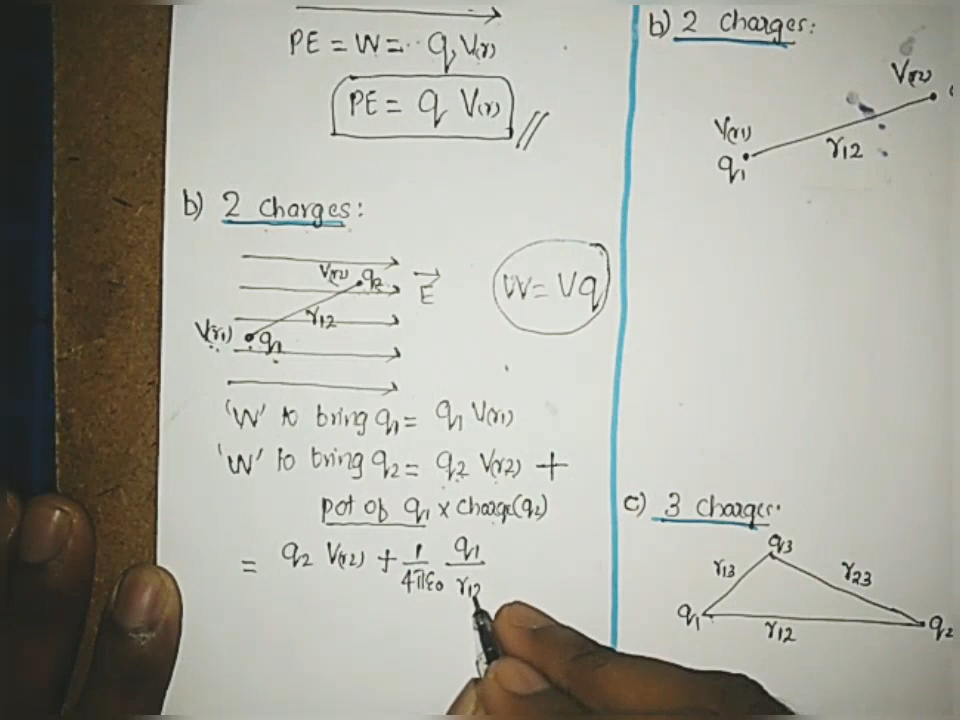 PE = W = q V(r)
PE = q V(r) //
b) 2 charges:
V(r2) q2
E
r12
V(r1) q1
W = Vq
'W' to bring q1 = q1 V(r1)
'W' to bring q2 = q2 V(r2) +
pot of q1 x charge(q2)
= q2 V(r2) + 1/4πε0 q1/r12
b) 2 charges:
V(r2)
V(r1)
q1
r12
c) 3 charges:
q3
r13 r23
q1 q2
r12